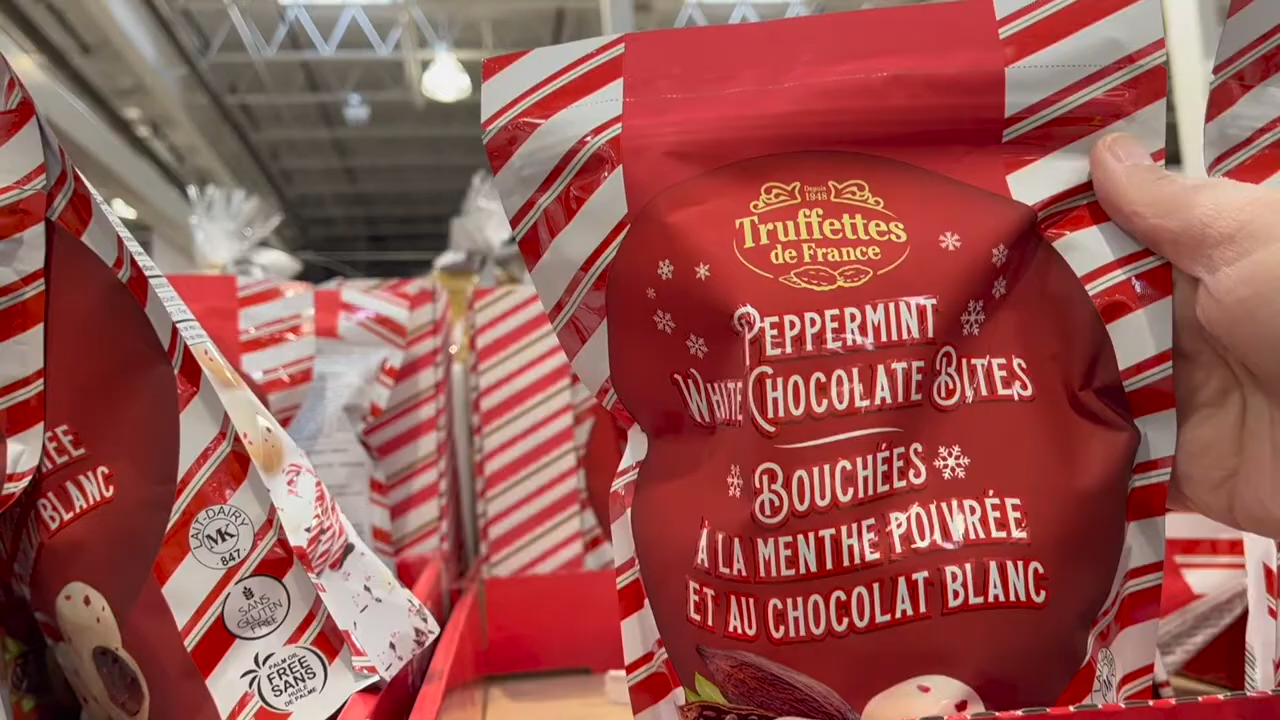 Depuis
1948
Truffettes
de France
PEPPERMINT
WHITE CHOCOLATE BITES
BOUCHÉES
À LA MENTHE POIVRÉE
ET AU CHOCOLAT BLANC
BLANC
LAIT-DAIRY
MK
847
SANS
GLUTEN
FREE
PALM OIL
FREE
SANS
HUILE
DE PALME